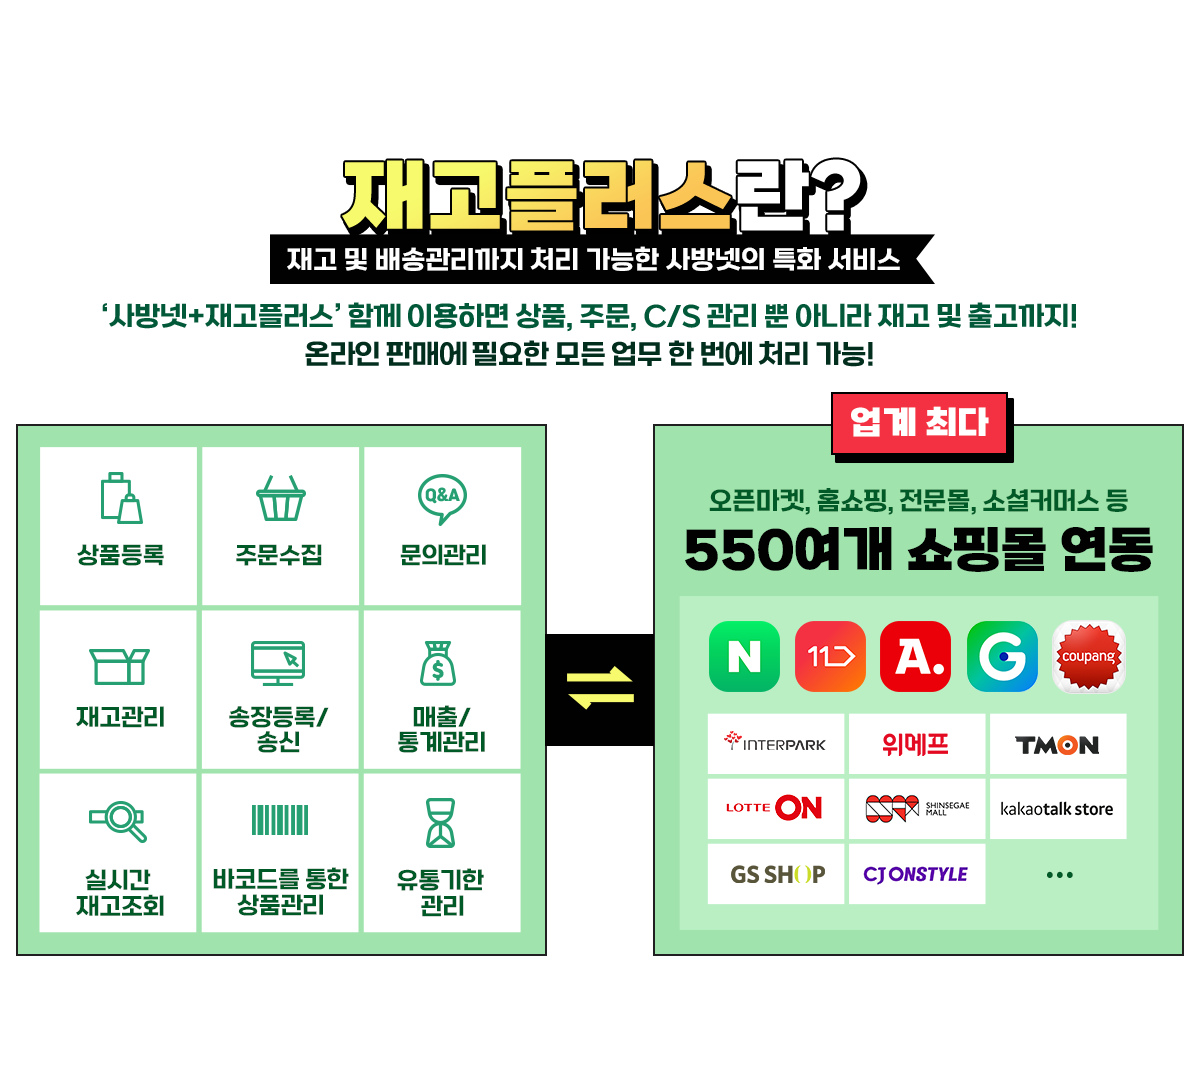 재고플러스란?
재고 및 배송관리까지 처리 가능한 사방넷의 특화 서비스
‘사방넷+재고플러스’ 함께 이용하면 상품, 주문, C/S 관리 뿐 아니라 재고 및 출고까지!
온라인 판매에 필요한 모든 업무 한 번에 처리 가능!
상품등록
주문수집
Q&A
문의관리
재고관리
송장등록/
송신
$
매출/
통계관리
실시간
재고조회
바코드를 통한
상품관리
유통기한
관리
업계 최다
오픈마켓, 홈쇼핑, 전문몰, 소셜커머스 등
550여개 쇼핑몰 연동
N
11
A.
G
coupang
INTERPARK
위메프
TMON
LOTTE ON
SSG SHINSEGAE
MALL
kakaotalk store
GS SHOP
CJ ONSTYLE
...